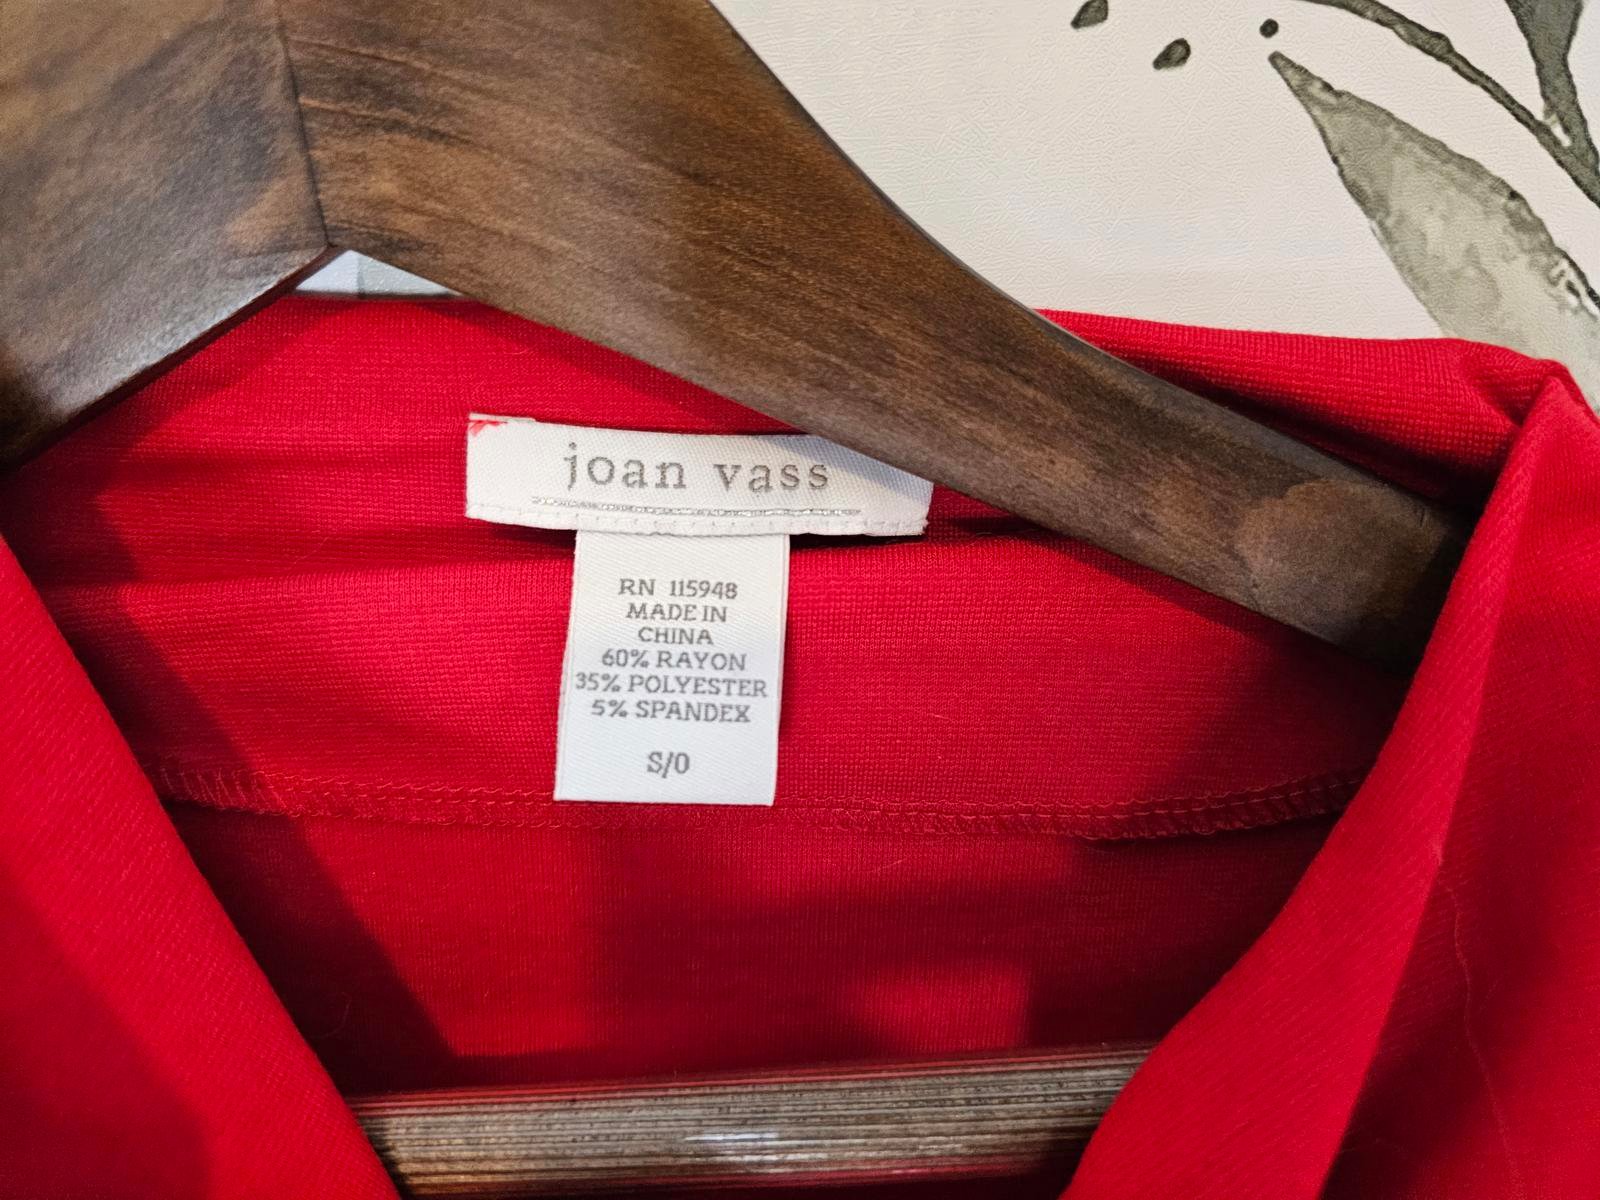 joan vass
RN 115948
MADE IN
CHINA
60% RAYON
35% POLYESTER
5% SPANDEX
S/0